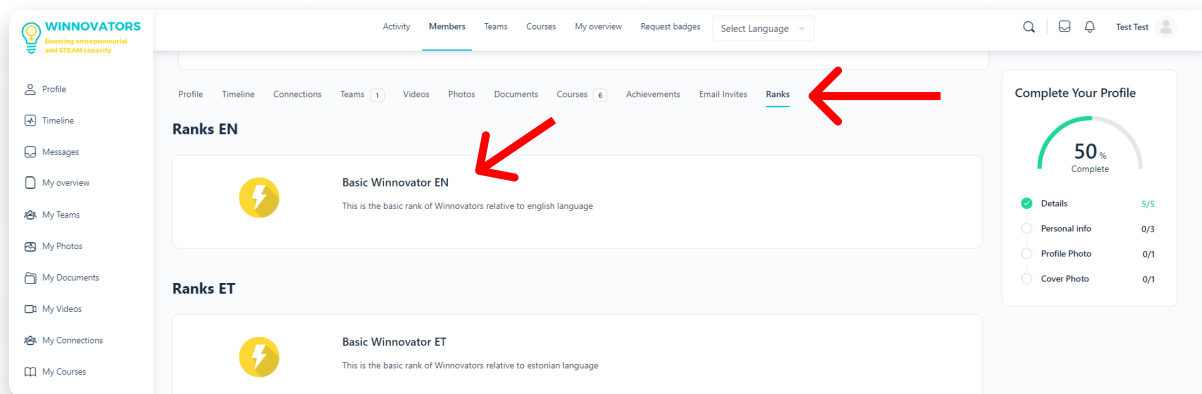 WINNOVATORS
Boosting entrepreneurial
and STEAM capacity
Activity Members Teams Courses My overview Request badges Select Language
Test Test
Profile
Timeline
Messages
My overview
My Teams
My Photos
My Documents
My Videos
My Connections
My Courses
Profile Timeline Connections Teams 1 Videos Photos Documents Courses 6 Achievements Email Invites Ranks
Ranks EN
Basic Winnovator EN
This is the basic rank of Winnovators relative to english language
Ranks ET
Basic Winnovator ET
This is the basic rank of Winnovators relative to estonian language
Complete Your Profile
50 %
Complete
Details 5/5
Personal info 0/3
Profile Photo 0/1
Cover Photo 0/1